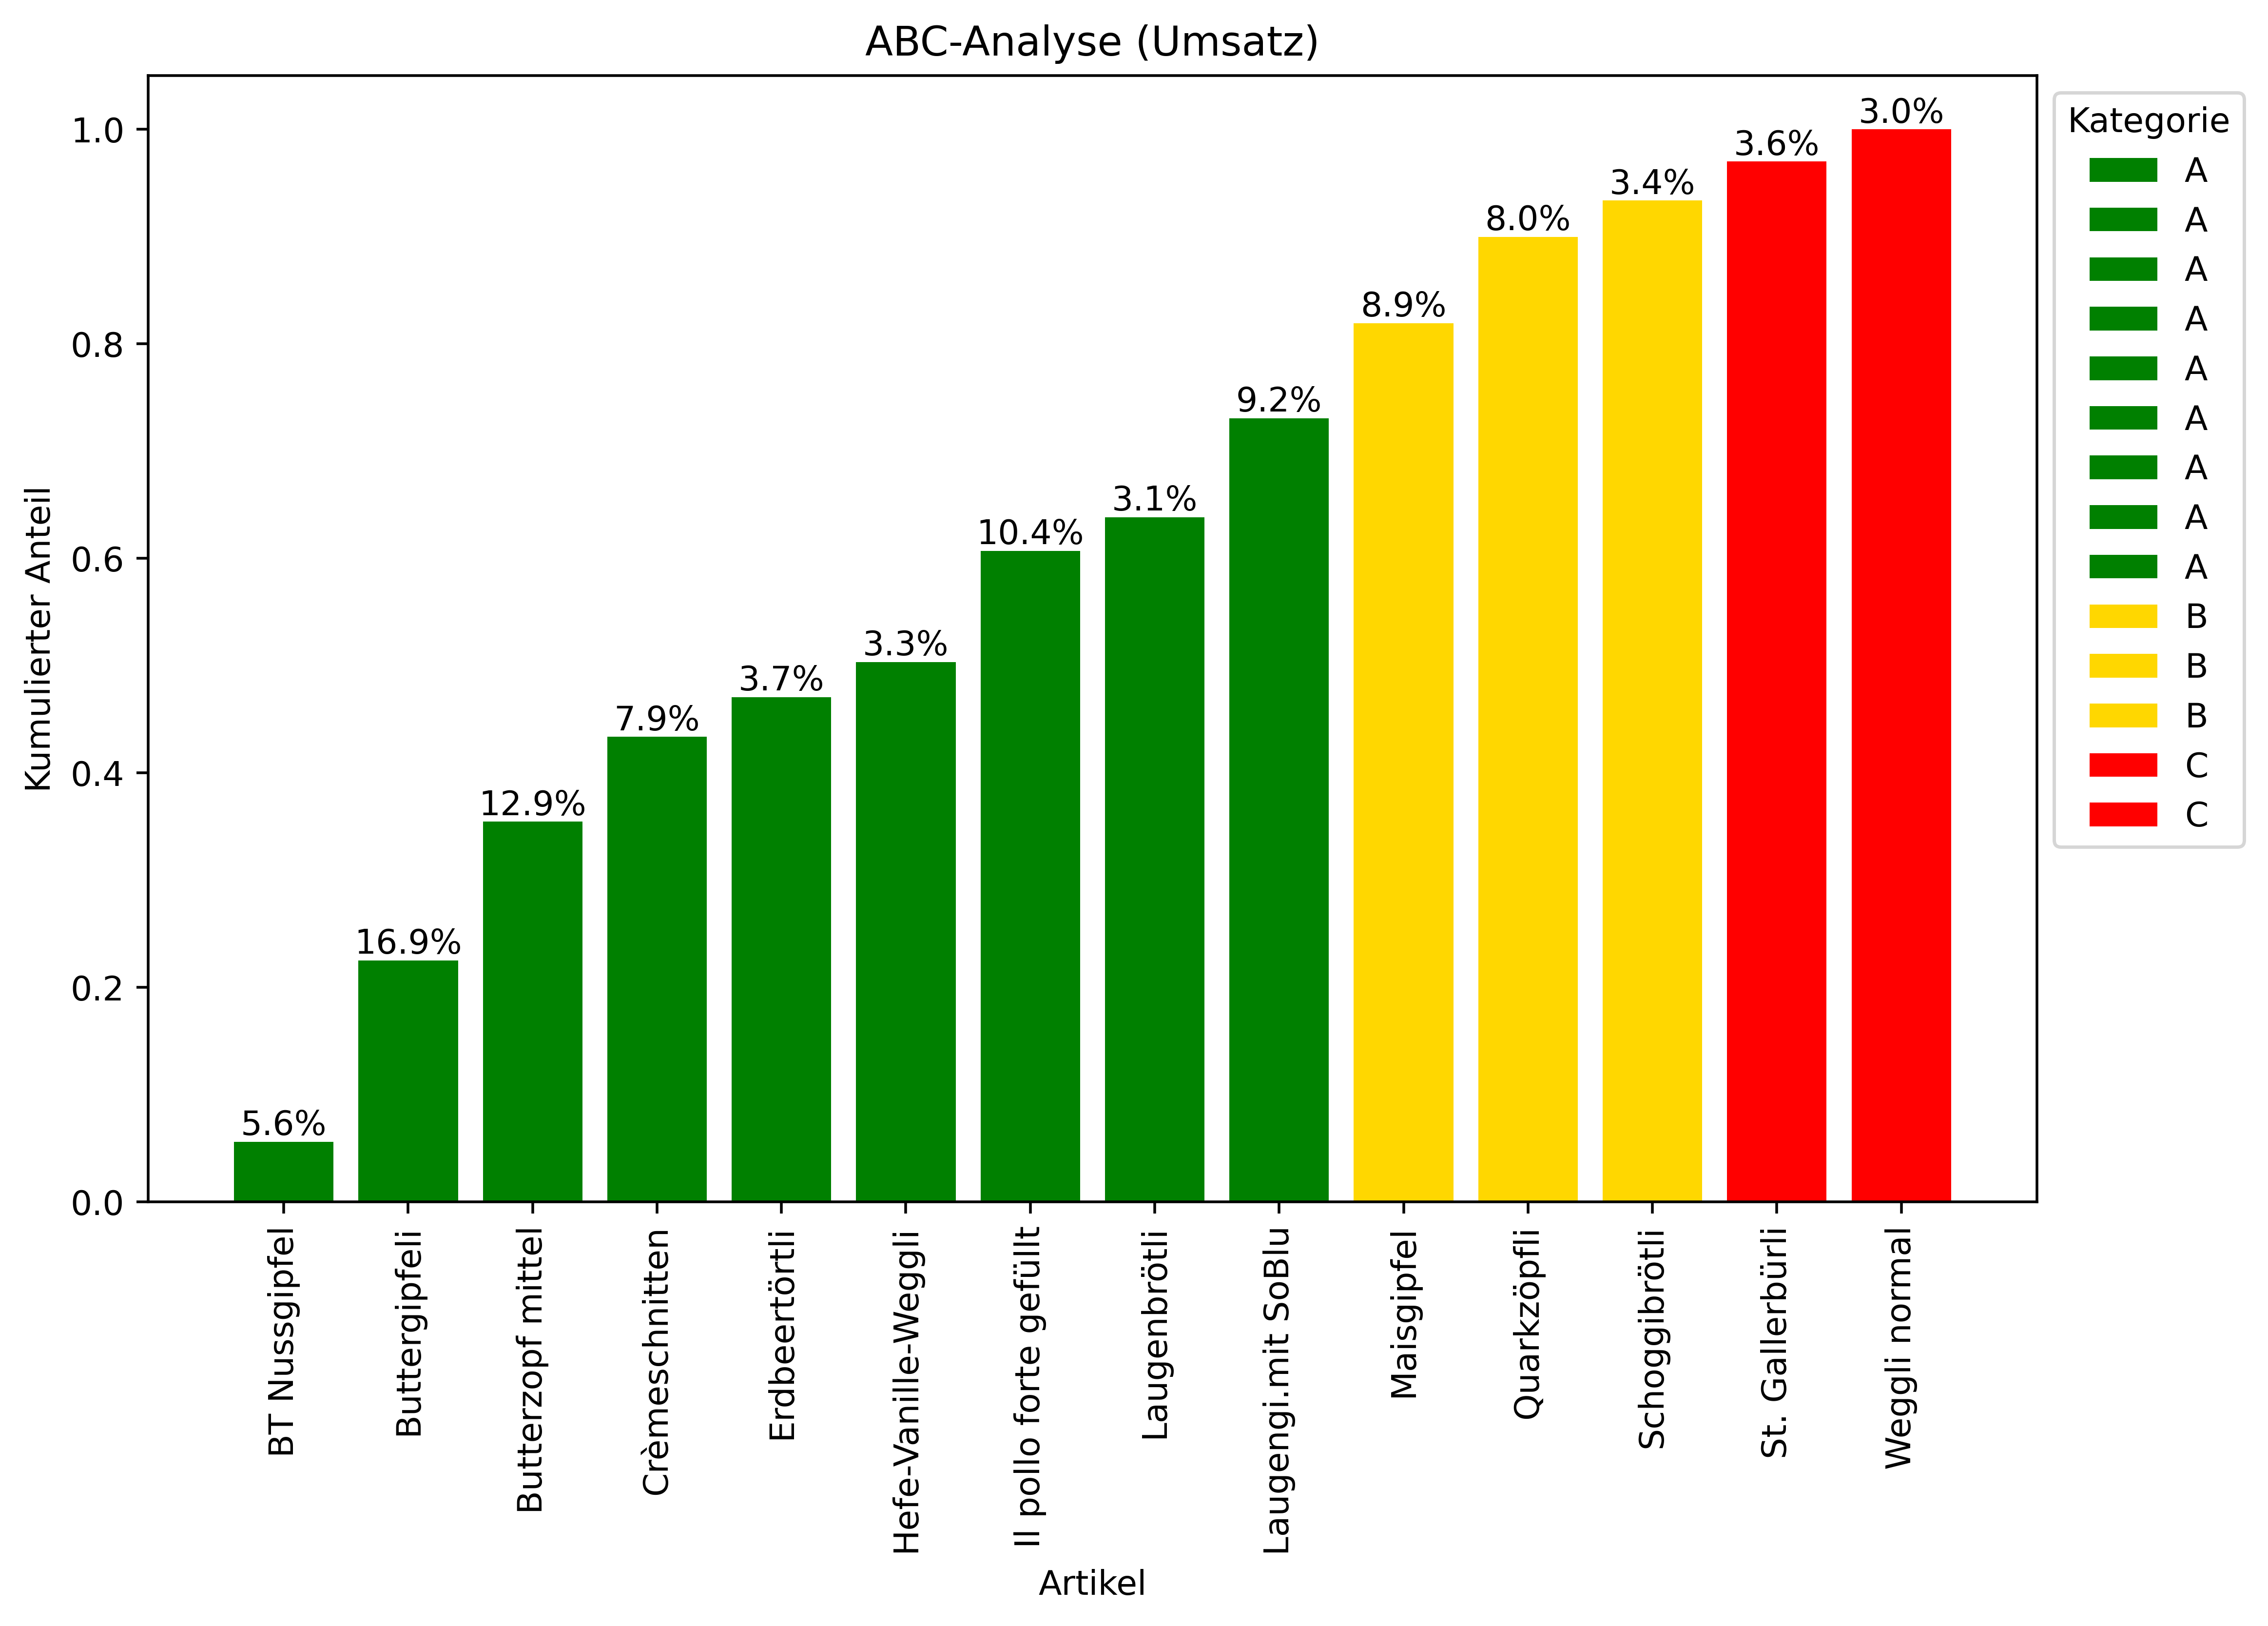 ABC-Analyse (Umsatz)
Kumulierter Anteil
1.0
0.8
0.6
0.4
0.2
0.0
5.6%
16.9%
12.9%
7.9%
3.7%
3.3%
10.4%
3.1%
9.2%
8.9%
8.0%
3.4%
3.6%
3.0%
BT Nussgipfel
Buttergipfeli
Butterzopf mittel
Crèmeschnitten
Erdbeertörtli
Hefe-Vanille-Weggli
Il pollo forte gefüllt
Laugenbrötli
Laugengi.mit SoBlu
Maisgipfel
Quarkzöpfli
Schoggibrötli
St. Gallerbürli
Weggli normal
Artikel
Kategorie
A
A
A
A
A
A
A
A
A
B
B
B
C
C